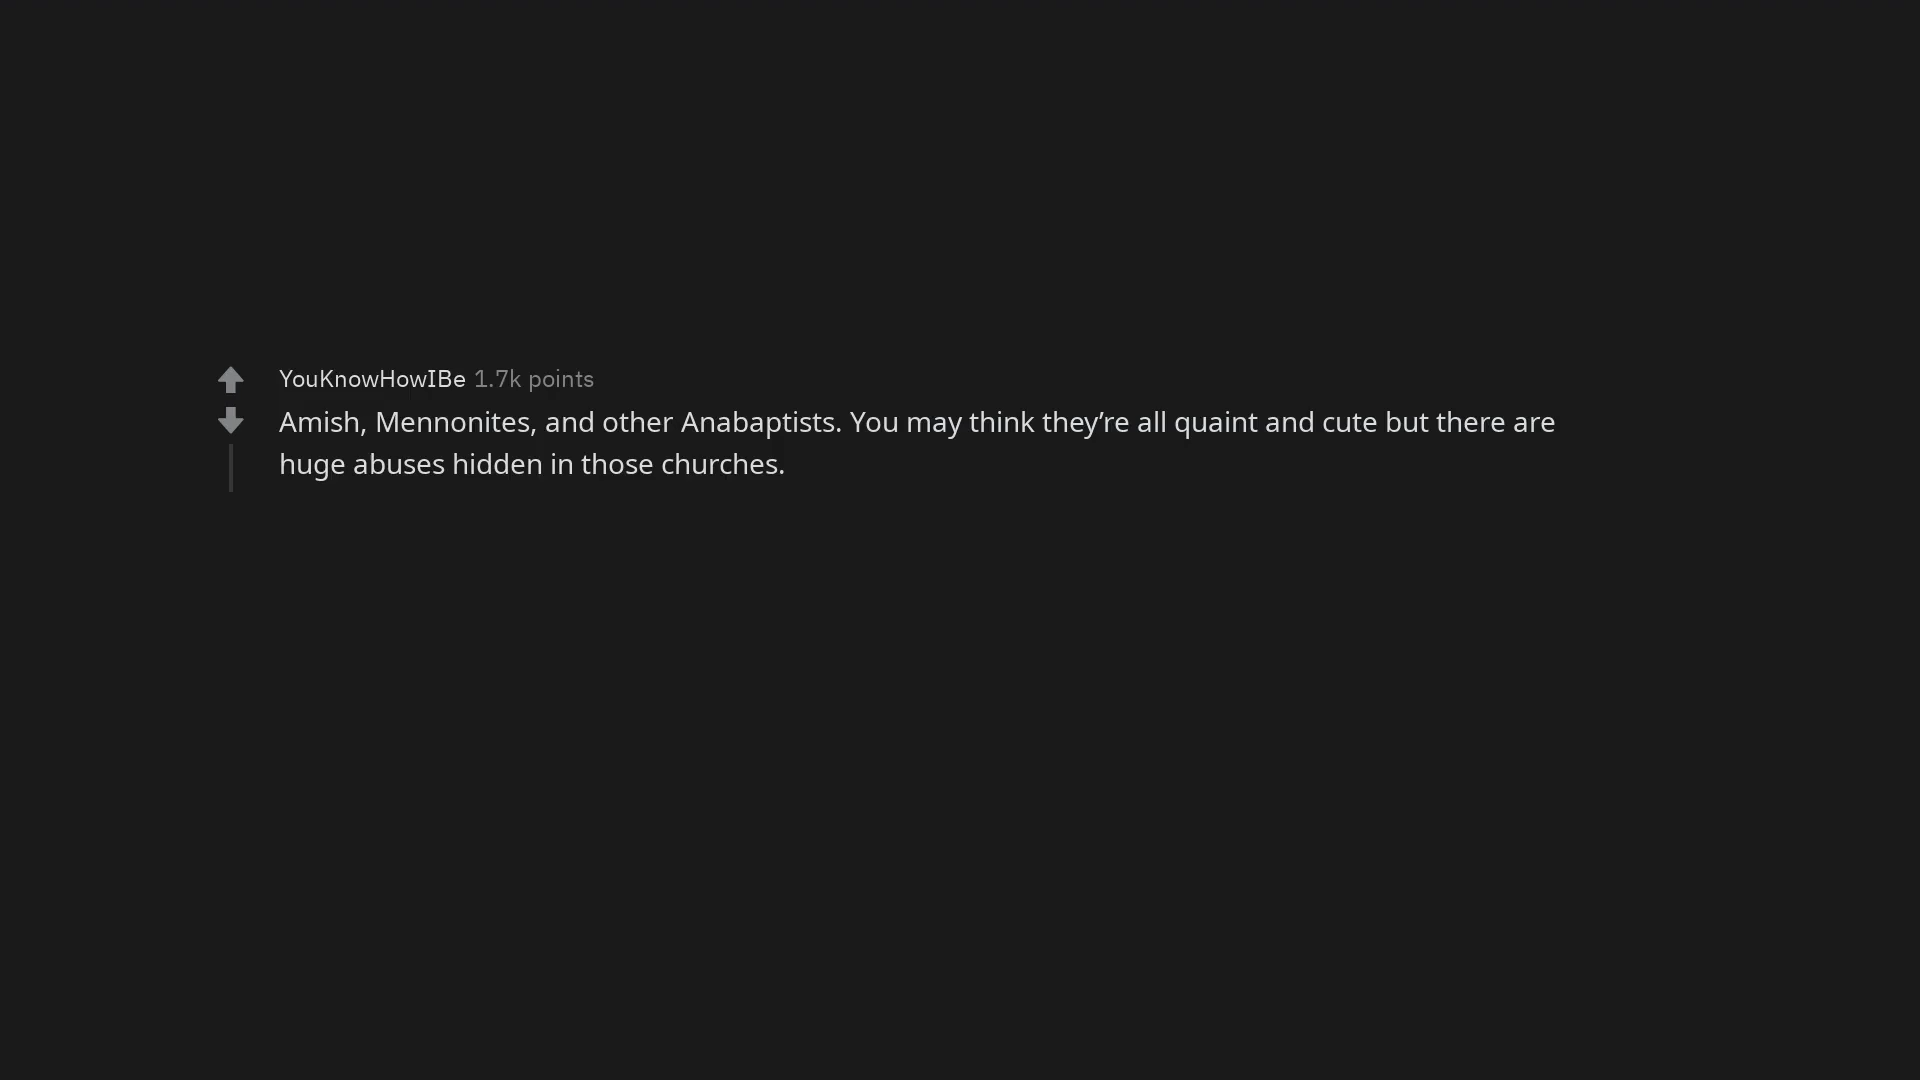 YouKnowHowIBe 1.7k points
Amish, Mennonites, and other Anabaptists. You may think they’re all quaint and cute but there are
huge abuses hidden in those churches.